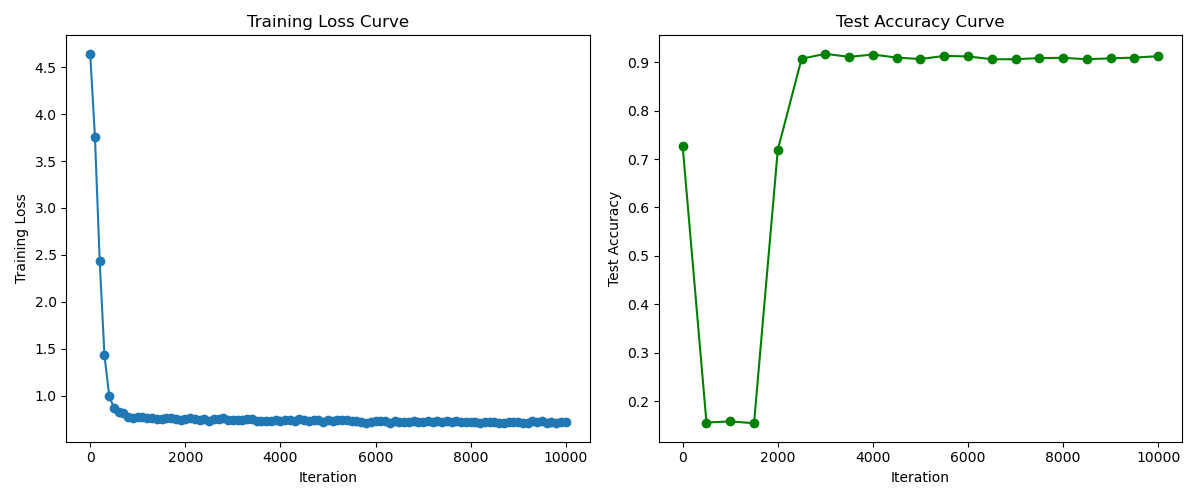 Training Loss Curve
Training Loss
4.5
4.0
3.5
3.0
2.5
2.0
1.5
1.0
0 2000 4000 6000 8000 10000
Iteration
Test Accuracy Curve
Test Accuracy
0.9
0.8
0.7
0.6
0.5
0.4
0.3
0.2
0 2000 4000 6000 8000 10000
Iteration